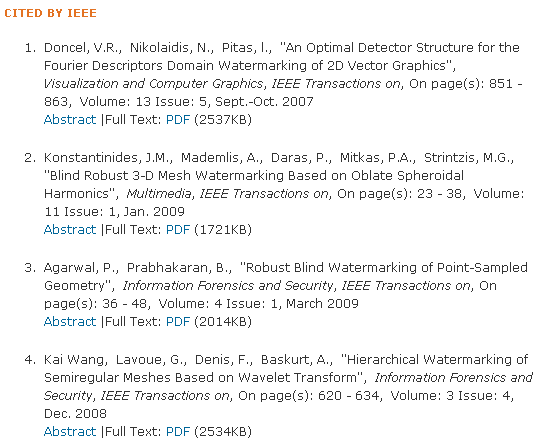 CITED BY IEEE
1. Doncel, V.R., Nikolaidis, N., Pitas, I., "An Optimal Detector Structure for the
Fourier Descriptors Domain Watermarking of 2D Vector Graphics",
Visualization and Computer Graphics, IEEE Transactions on, On page(s): 851 -
863, Volume: 13 Issue: 5, Sept.-Oct. 2007
Abstract |Full Text: PDF (2537KB)
2. Konstantinides, J.M., Mademlis, A., Daras, P., Mitkas, P.A., Strintzis, M.G.,
"Blind Robust 3-D Mesh Watermarking Based on Oblate Spheroidal
Harmonics", Multimedia, IEEE Transactions on, On page(s): 23 - 38, Volume:
11 Issue: 1, Jan. 2009
Abstract |Full Text: PDF (1721KB)
3. Agarwal, P., Prabhakaran, B., "Robust Blind Watermarking of Point-Sampled
Geometry", Information Forensics and Security, IEEE Transactions on, On
page(s): 36 - 48, Volume: 4 Issue: 1, March 2009
Abstract |Full Text: PDF (2014KB)
4. Kai Wang, Lavoue, G., Denis, F., Baskurt, A., "Hierarchical Watermarking of
Semiregular Meshes Based on Wavelet Transform", Information Forensics and
Security, IEEE Transactions on, On page(s): 620 - 634, Volume: 3 Issue: 4,
Dec. 2008
Abstract |Full Text: PDF (2534KB)